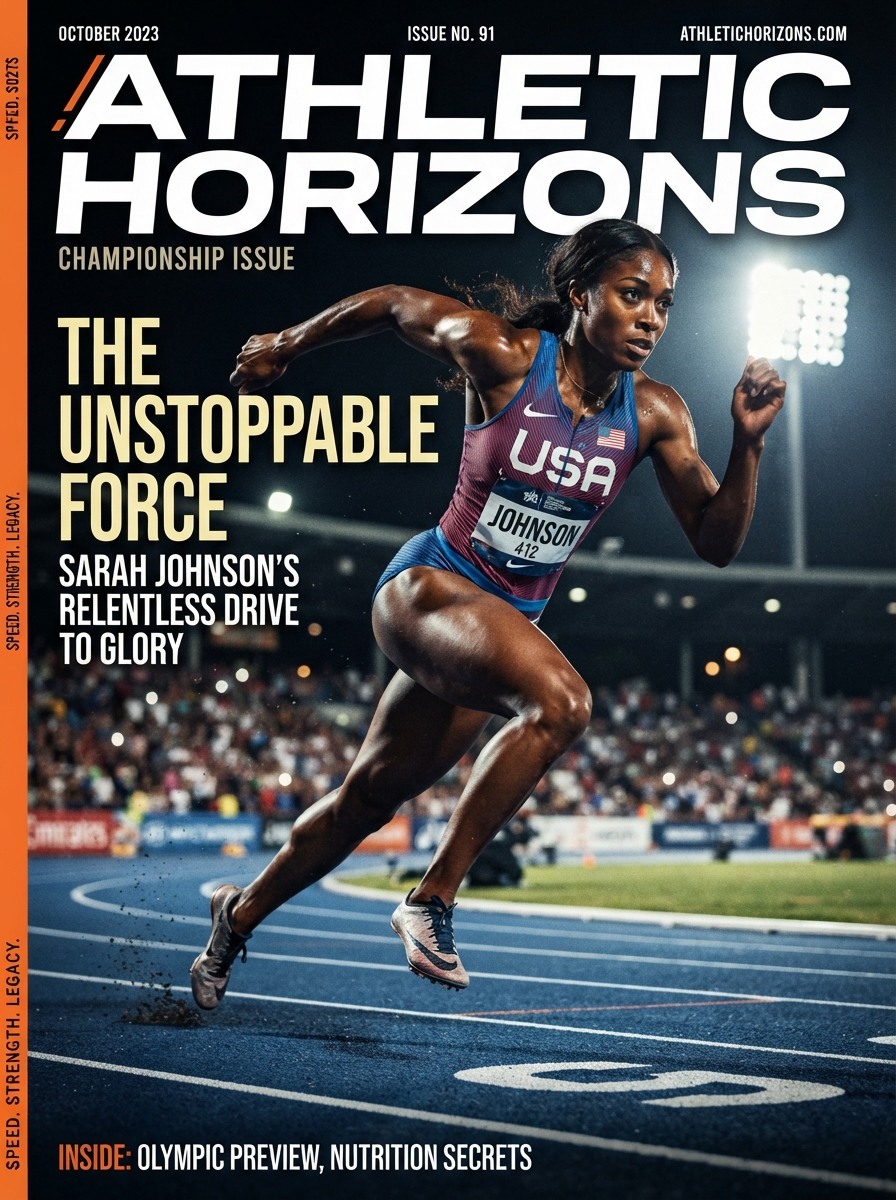 OCTOBER 2023
ISSUE NO. 91
ATHLETICHORIZONS.COM
ATHLETIC
HORIZONS
CHAMPIONSHIP ISSUE
THE
UNSTOPPABLE
FORCE
SARAH JOHNSON'S
RELENTLESS DRIVE
TO GLORY
USA
JOHNSON
412
5
INSIDE: OLYMPIC PREVIEW, NUTRITION SECRETS
SPEED. STRENGTH. LEGACY.
SPEED. STRENGTH. LEGACY.